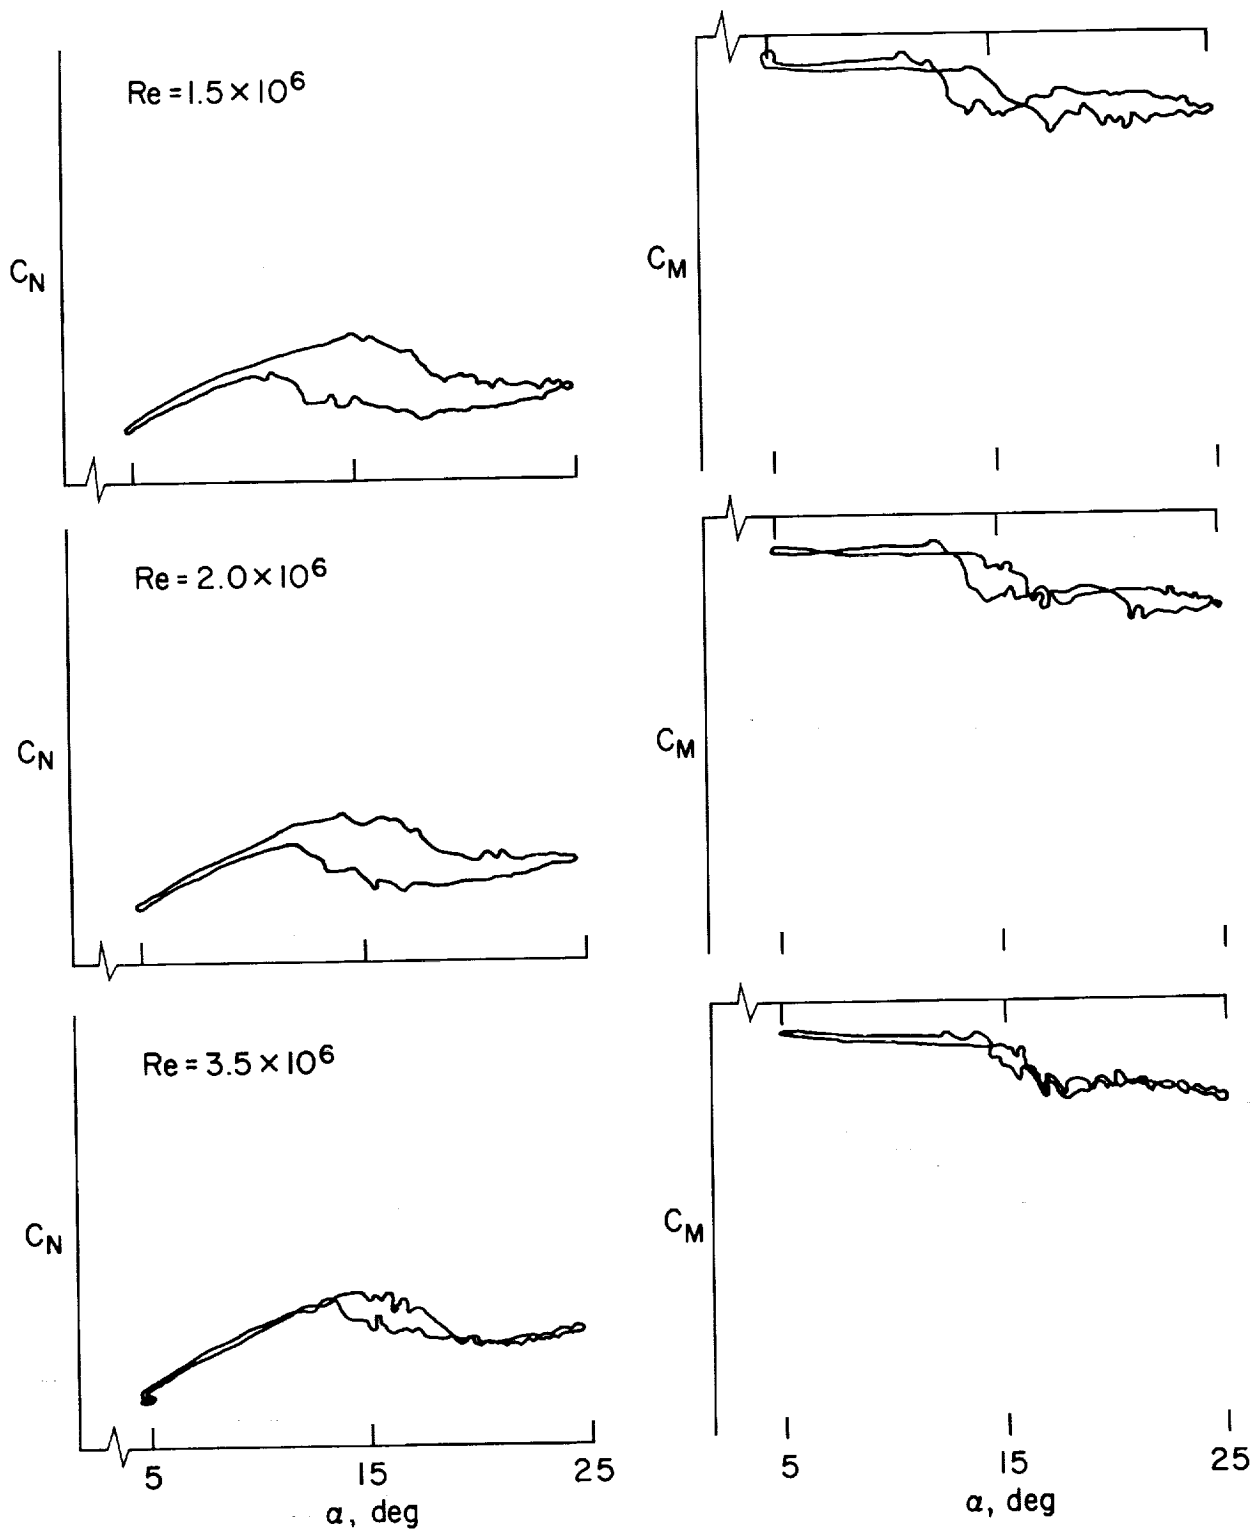 Re = 1.5 × 10⁶
C_N
C_M
Re = 2.0 × 10⁶
C_N
C_M
Re = 3.5 × 10⁶
C_N
C_M
5 15 25
α, deg
5 15 25
α, deg